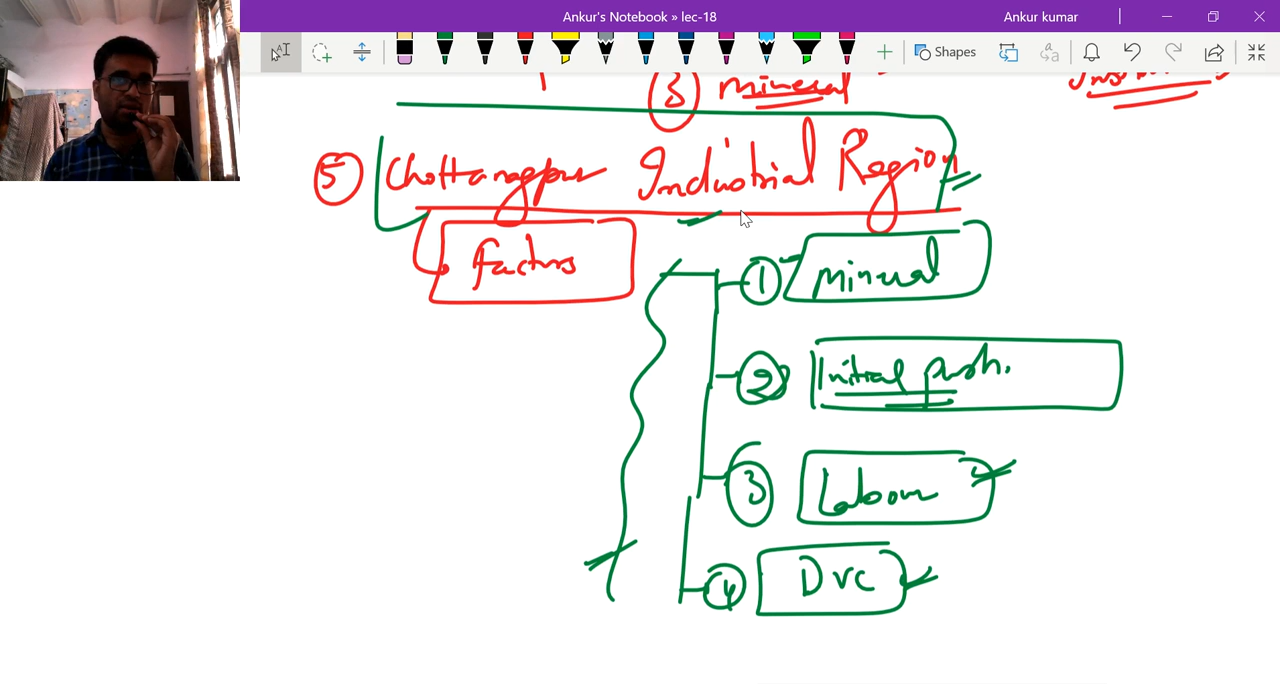 Ankur's Notebook » lec-18
Ankur kumar
Shapes
③ mineral
⑤ Chottanagpur Industrial Region
factors
① mineral
② Initial push.
③ Labour
④ DVC